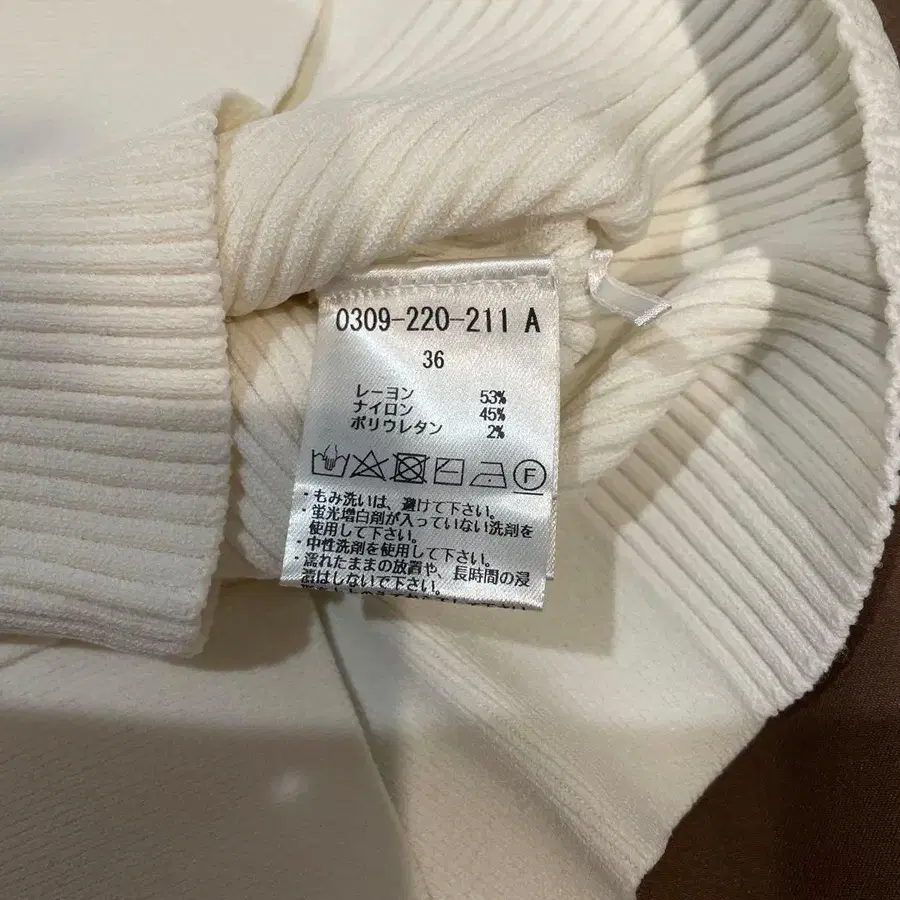 0309-220-211 A
36
レーヨン 53%
ナイロン 45%
ポリウレタン 2%
F
・もみ洗いは、避けて下さい。
・蛍光増白剤が入っていない洗剤を
使用して下さい。
・中性洗剤を使用して下さい。
・濡れたままの放置や、長時間の浸
漬はしないで下さい。